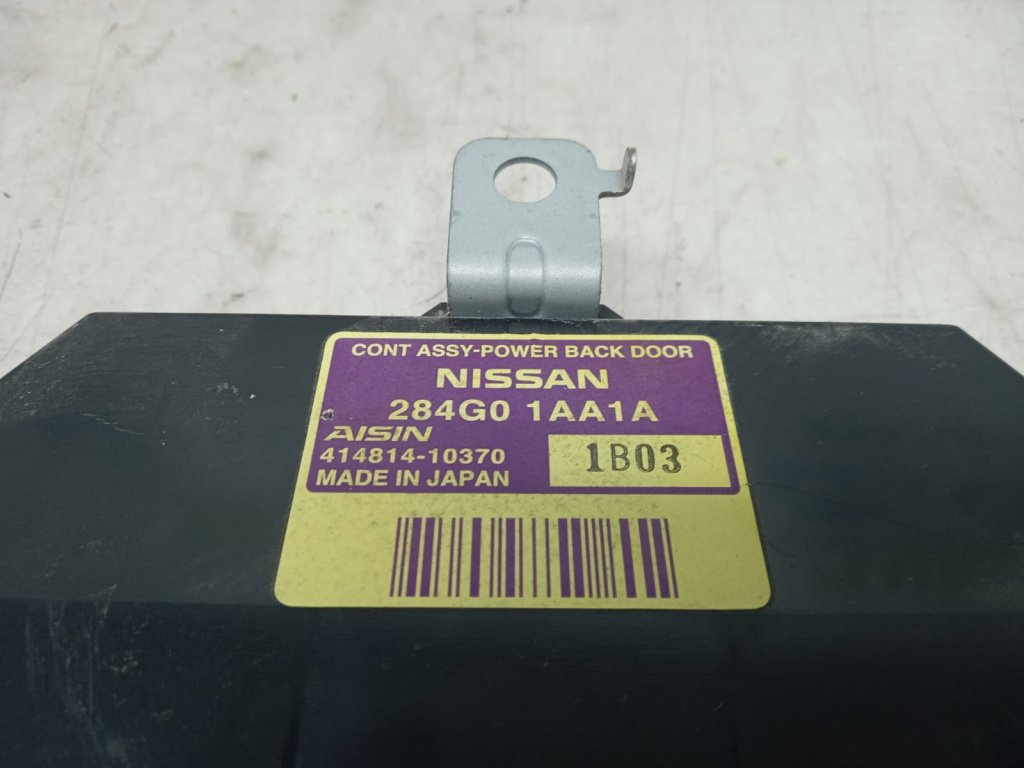 CONT ASSY-POWER BACK DOOR
NISSAN
284G0 1AA1A
AISIN
414814-10370
1B03
MADE IN JAPAN